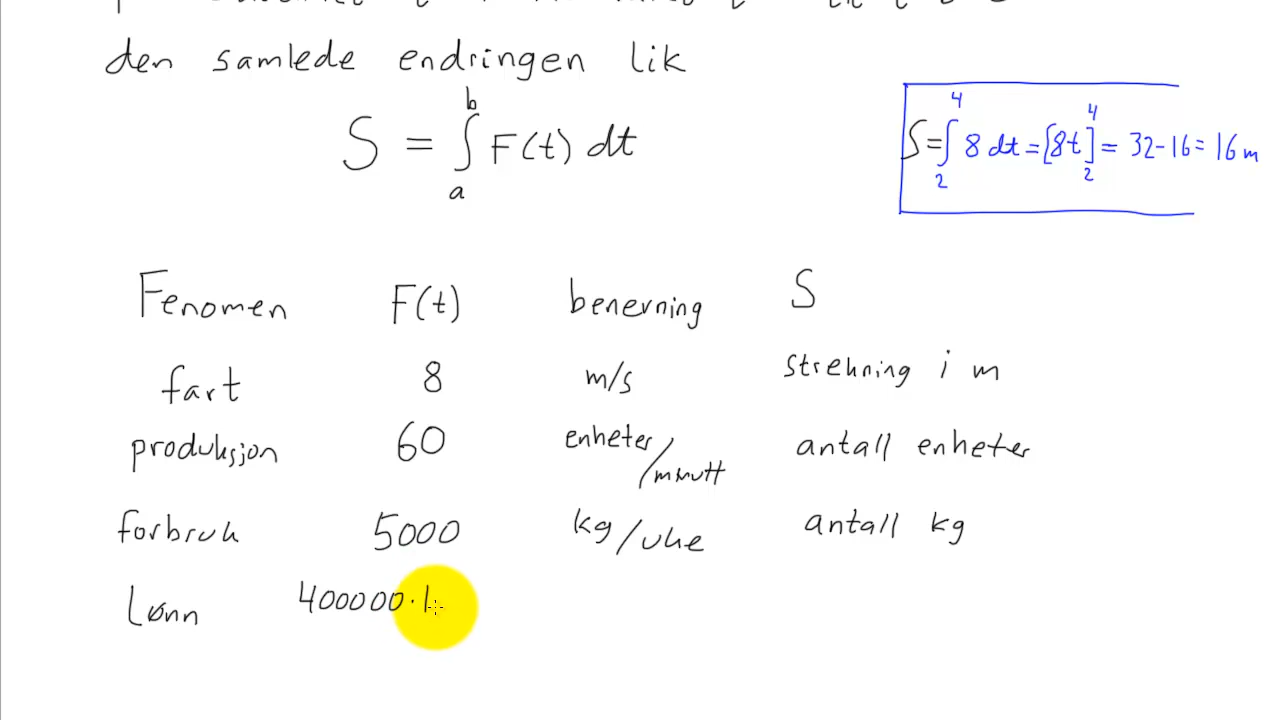 den samlede endringen lik
S = ∫ₐᵇ F(t) dt
S = ∫₂⁴ 8 dt = [8t]₂⁴ = 32-16 = 16 m
Fenomen F(t) benevning S
fart 8 m/s strekning i m
produksjon 60 enheter/minutt antall enheter
forbruk 5000 kg/uke antall kg
Lønn 400000·1